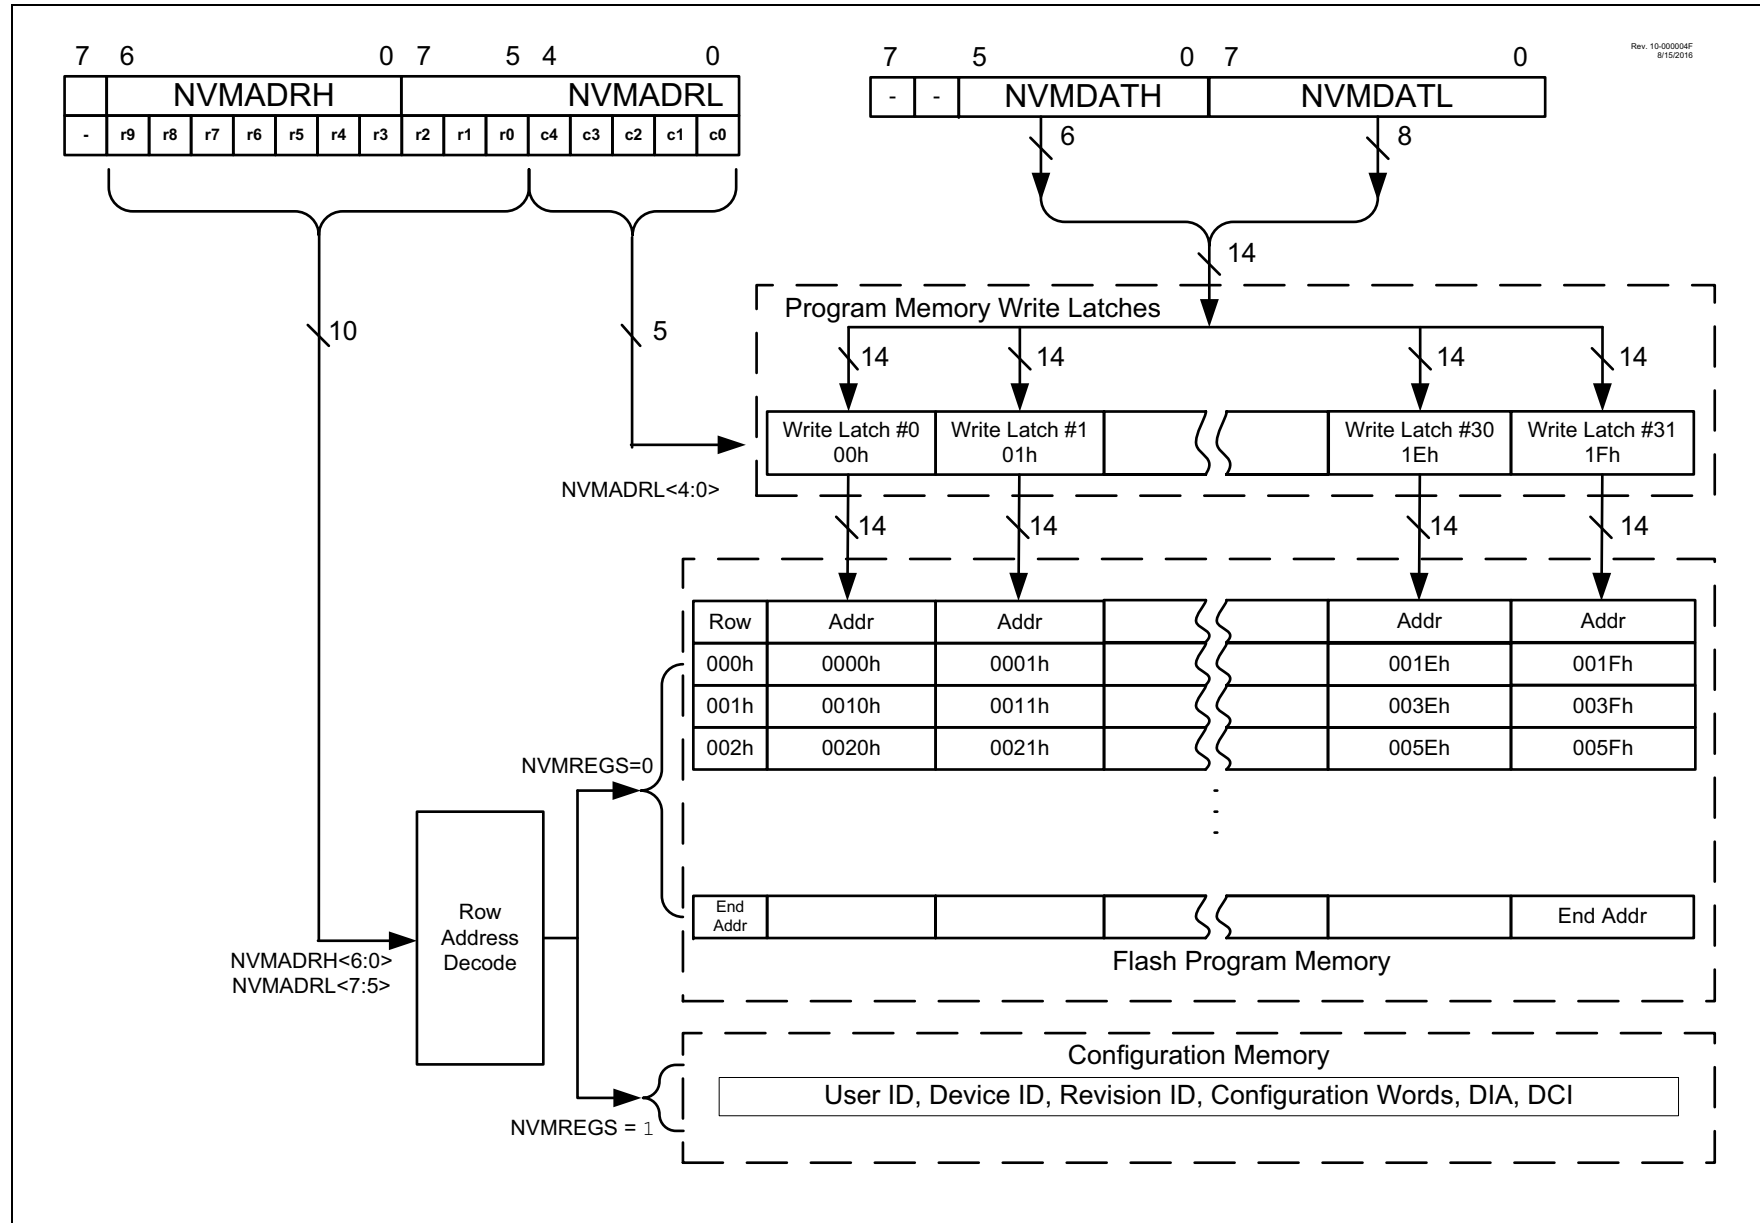 7 6 0 7 5 4 0
NVMADRH NVMADRL
- r9 r8 r7 r6 r5 r4 r3 r2 r1 r0 c4 c3 c2 c1 c0
7 5 0 7 0
- - NVMDATH NVMDATL
Rev. 10-000004F
8/15/2016
6 8
14
10 5
Program Memory Write Latches
14 14 14 14
Write Latch #0
00h
Write Latch #1
01h
Write Latch #30
1Eh
Write Latch #31
1Fh
NVMADRL<4:0>
14 14 14 14
Row Addr Addr Addr Addr
000h 0000h 0001h 001Eh 001Fh
001h 0010h 0011h 003Eh 003Fh
002h 0020h 0021h 005Eh 005Fh
NVMREGS=0
End
Addr
End Addr
Flash Program Memory
Row
Address
Decode
NVMADRH<6:0>
NVMADRL<7:5>
Configuration Memory
User ID, Device ID, Revision ID, Configuration Words, DIA, DCI
NVMREGS = 1